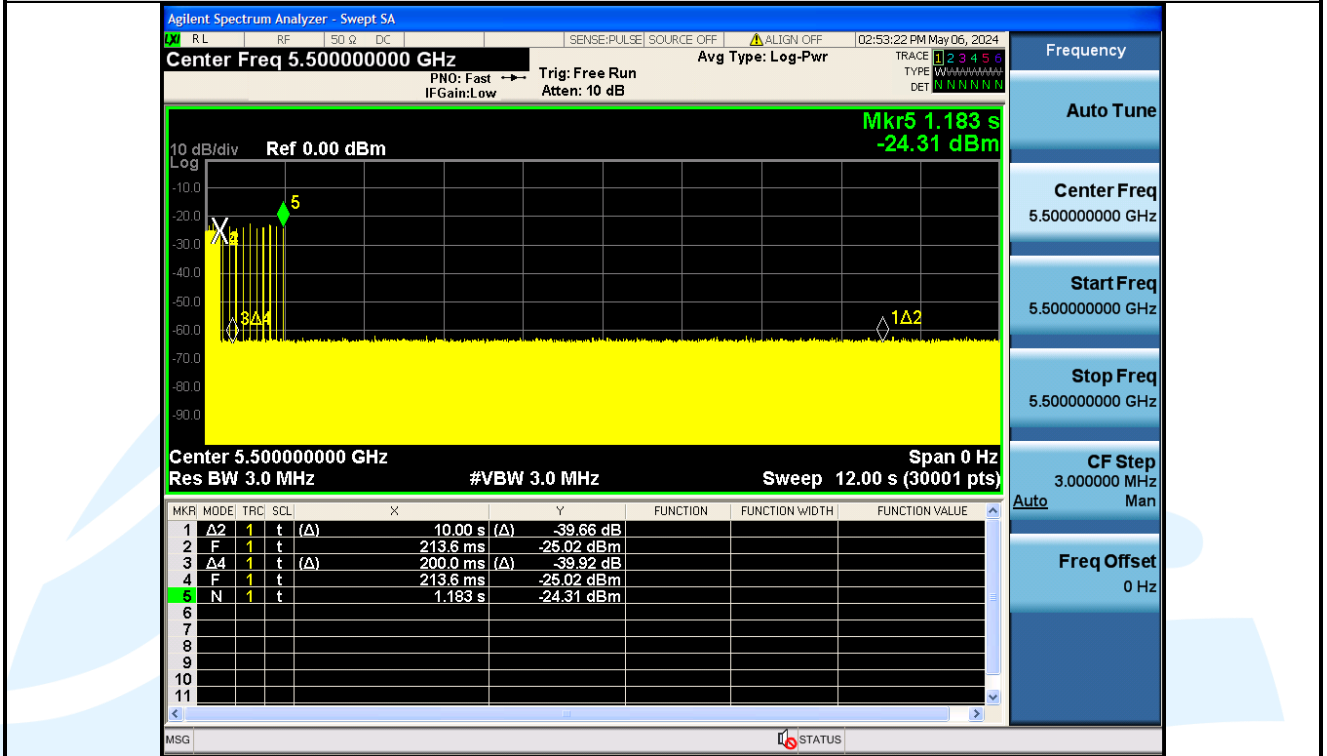 Agilent Spectrum Analyzer - Swept SA
LXI RL RF 50 Ω DC SENSE:PULSE SOURCE OFF ALIGN OFF 02:53:22 PM May 06, 2024
Center Freq 5.500000000 GHz
PNO: Fast
IFGain:Low
Trig: Free Run
Atten: 10 dB
Avg Type: Log-Pwr
TRACE 1 2 3 4 5 6
TYPE WWWWWW
DET N N N N N N
Mkr5 1.183 s
-24.31 dBm
10 dB/div
Log
Ref 0.00 dBm
-10.0
-20.0
-30.0
-40.0
-50.0
-60.0
-70.0
-80.0
-90.0
5
X
3Δ4
1Δ2
Center 5.500000000 GHz
Span 0 Hz
Res BW 3.0 MHz
#VBW 3.0 MHz
Sweep 12.00 s (30001 pts)
MKR MODE TRC SCL X Y FUNCTION FUNCTION WIDTH FUNCTION VALUE
1 Δ2 1 t (Δ) 10.00 s (Δ) -39.66 dB
2 F 1 t 213.6 ms -25.02 dBm
3 Δ4 1 t (Δ) 200.0 ms (Δ) -39.92 dB
4 F 1 t 213.6 ms -25.02 dBm
5 N 1 t 1.183 s -24.31 dBm
6
7
8
9
10
11
MSG
STATUS
Frequency
Auto Tune
Center Freq
5.500000000 GHz
Start Freq
5.500000000 GHz
Stop Freq
5.500000000 GHz
CF Step
3.000000 MHz
Auto Man
Freq Offset
0 Hz